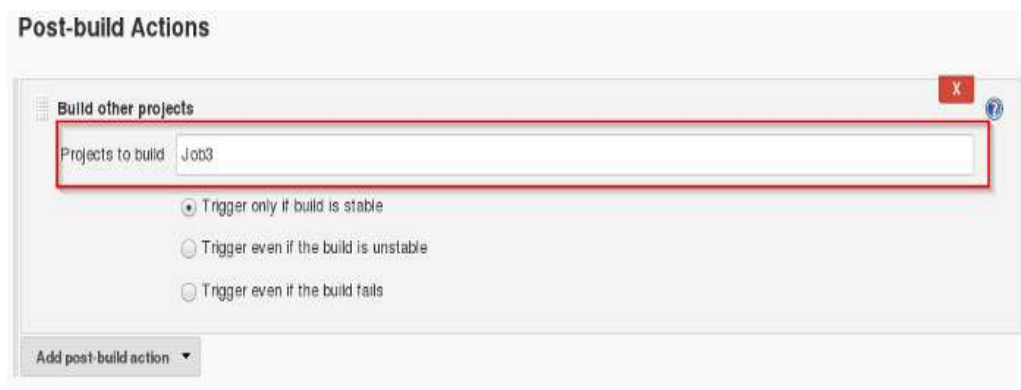 Post-build Actions
X
Build other projects
?
Projects to build Job3
Trigger only if build is stable
Trigger even if the build is unstable
Trigger even if the build fails
Add post-build action